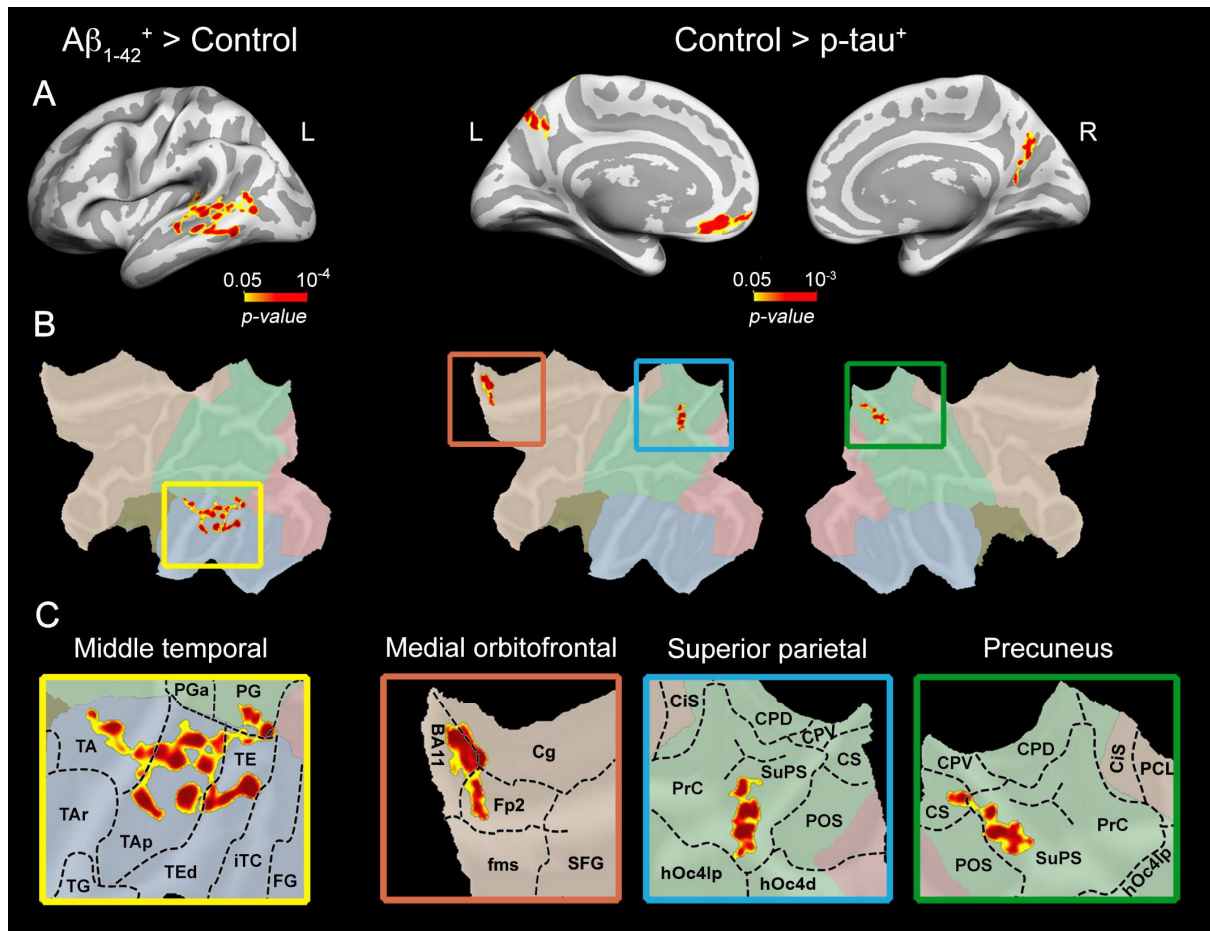 Aβ1-42+ > Control
Control > p-tau+
A
L
L
R
0.05 10-4
p-value
0.05 10-3
p-value
B
C
Middle temporal
Medial orbitofrontal
Superior parietal
Precuneus
PGa PG
TA
TE
TAr
TAp
TEd
iTC
TG
FG
BA11
Cg
Fp2
fms
SFG
CiS
CPD
CPV
SuPS
CS
PrC
POS
hOc4lp
hOc4d
CPD
CiS
PCL
CPV
CS
PrC
POS
SuPS
hOc4lp